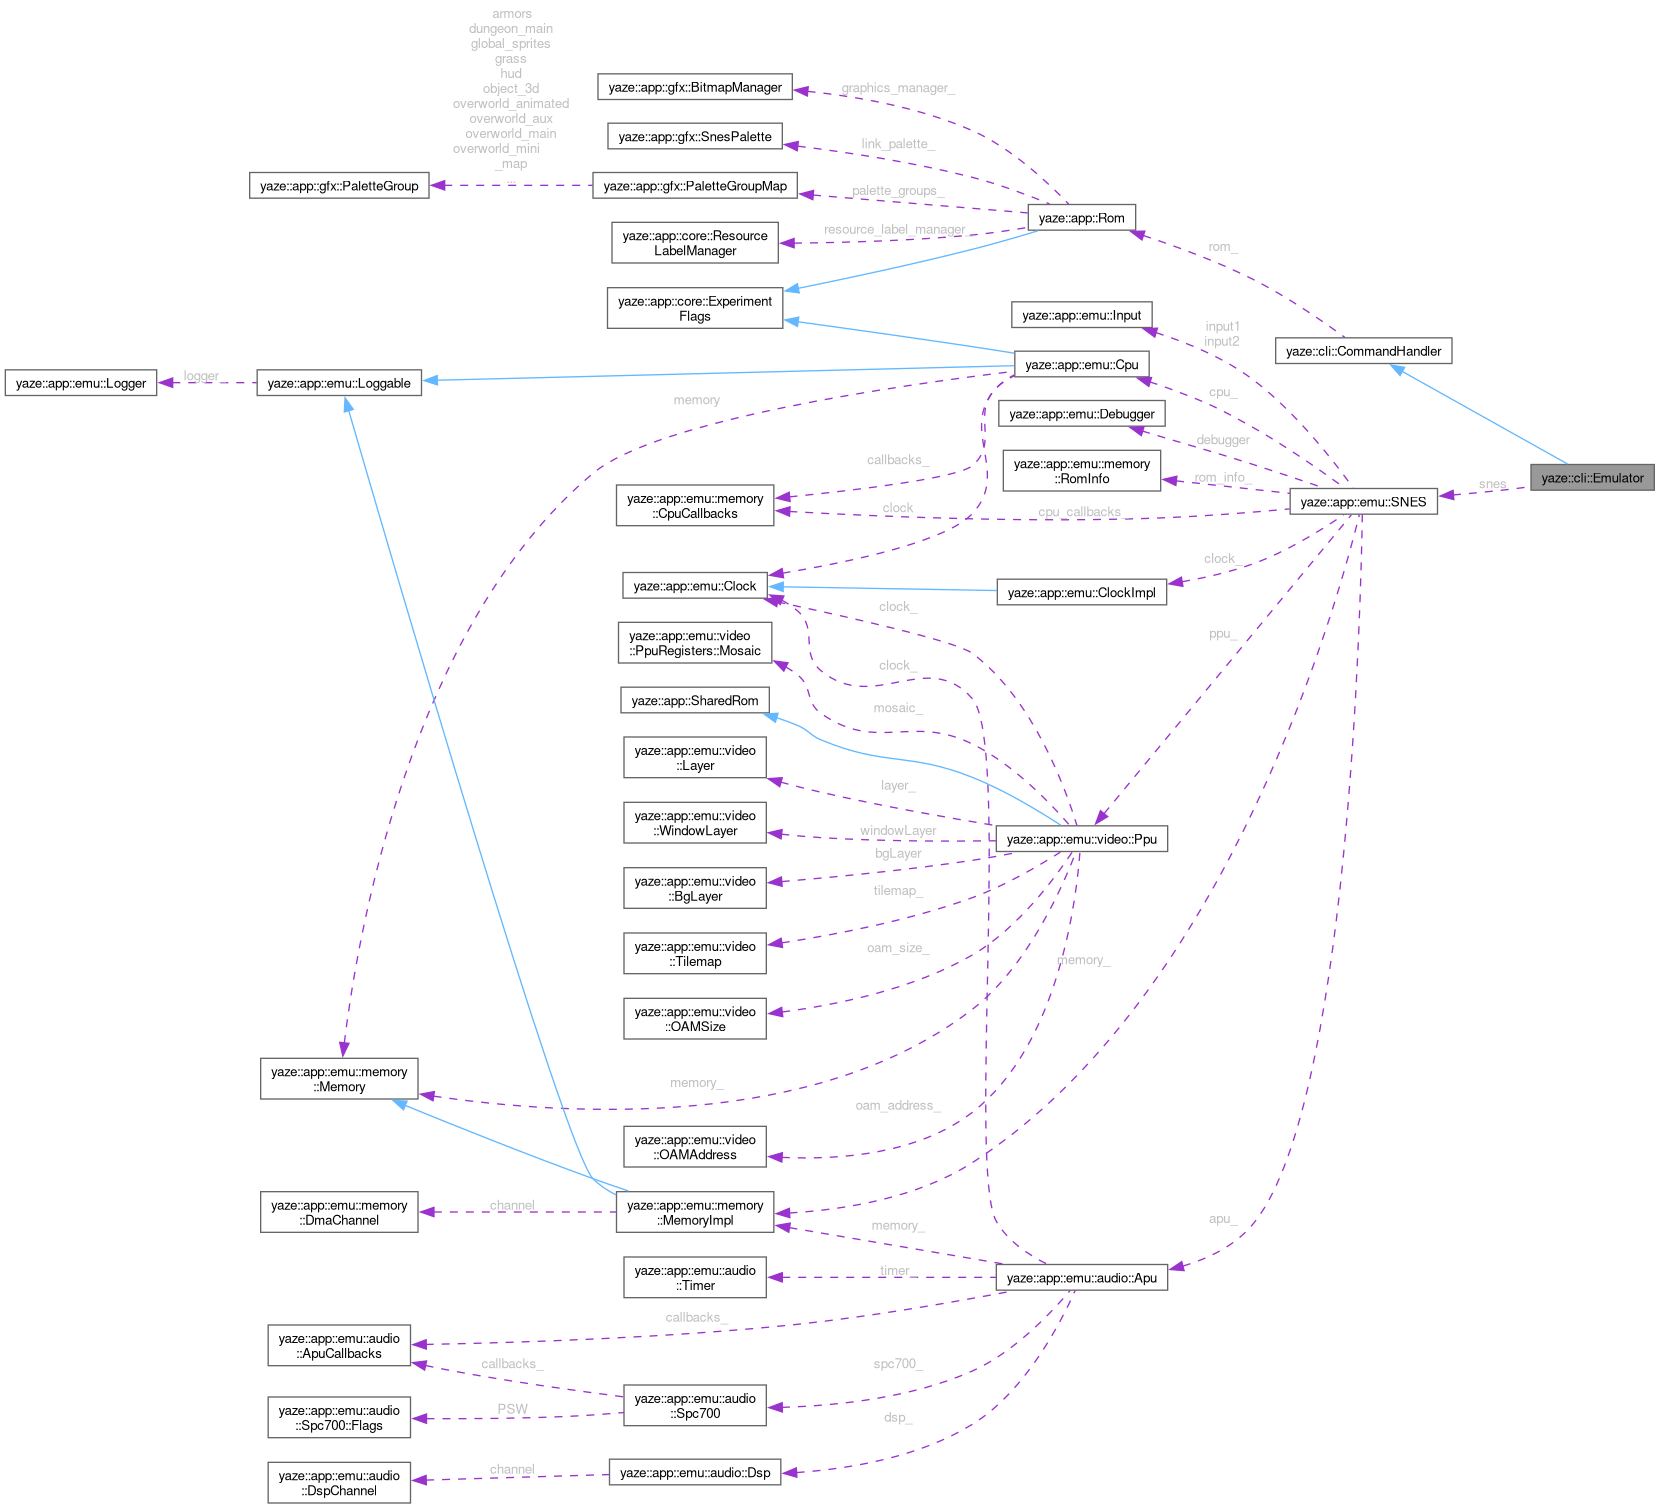 armors
dungeon_main
global_sprites
grass
hud
object_3d
overworld_animated
overworld_aux
overworld_main
overworld_mini
_map
...
yaze::app::gfx::BitmapManager
graphics_manager_
yaze::app::gfx::SnesPalette
link_palette_
yaze::app::gfx::PaletteGroup
yaze::app::gfx::PaletteGroupMap
palette_groups_
yaze::app::Rom
yaze::app::core::Resource
LabelManager
resource_label_manager_
rom_
yaze::app::core::Experiment
Flags
yaze::app::emu::Input
input1
input2
yaze::cli::CommandHandler
yaze::app::emu::Logger
logger_
yaze::app::emu::Loggable
yaze::app::emu::Cpu
memory
cpu_
yaze::app::emu::Debugger
debugger
callbacks_
yaze::app::emu::memory
::RomInfo
rom_info_
yaze::cli::Emulator
snes_
yaze::app::emu::SNES
yaze::app::emu::memory
::CpuCallbacks
clock
cpu_callbacks_
yaze::app::emu::Clock
yaze::app::emu::ClockImpl
clock_
clock_
yaze::app::emu::video
::PpuRegisters::Mosaic
ppu_
clock_
yaze::app::SharedRom
mosaic_
yaze::app::emu::video
::Layer
layer_
yaze::app::emu::video
::WindowLayer
windowLayer
yaze::app::emu::video::Ppu
bgLayer
yaze::app::emu::video
::BgLayer
tilemap_
yaze::app::emu::video
::Tilemap
oam_size_
memory_
yaze::app::emu::video
::OAMSize
yaze::app::emu::memory
::Memory
memory_
oam_address_
yaze::app::emu::video
::OAMAddress
yaze::app::emu::memory
::DmaChannel
channel
yaze::app::emu::memory
::MemoryImpl
memory_
apu_
yaze::app::emu::audio
::Timer
timer_
yaze::app::emu::audio::Apu
callbacks_
yaze::app::emu::audio
::ApuCallbacks
callbacks_
spc700_
yaze::app::emu::audio
::Spc700::Flags
PSW
yaze::app::emu::audio
::Spc700
dsp_
yaze::app::emu::audio
::DspChannel
channel
yaze::app::emu::audio::Dsp